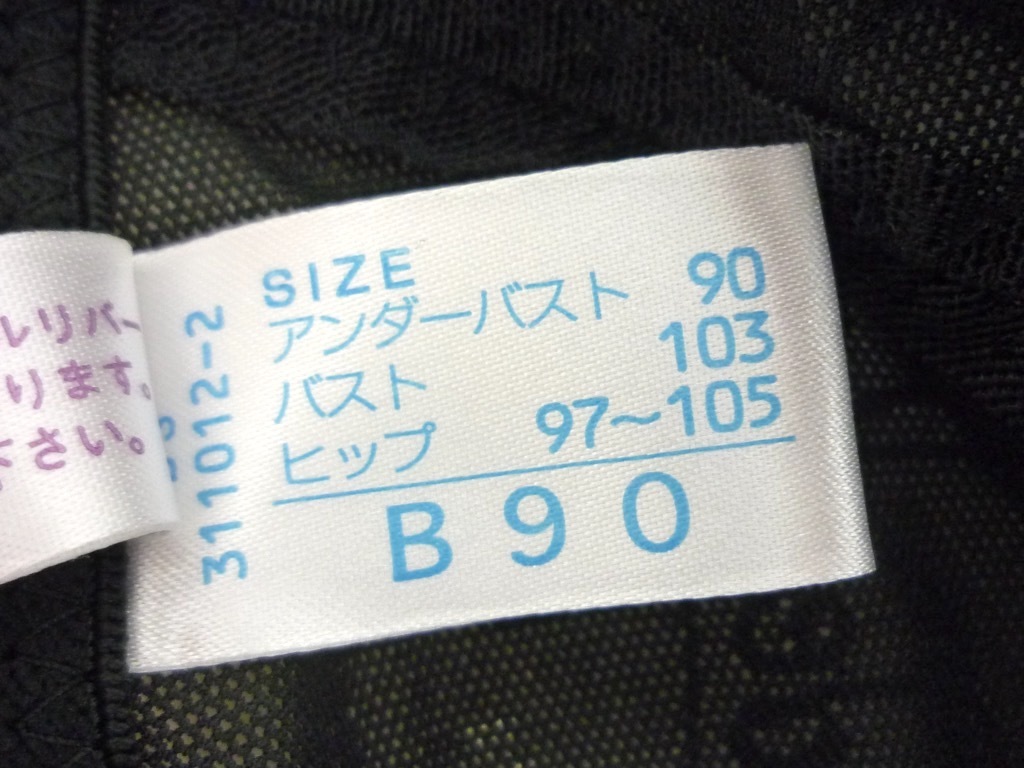 ルリバー
ります。
さい。
311012-2
SIZE
アンダーバスト 90
バスト 103
ヒップ 97～105
B90